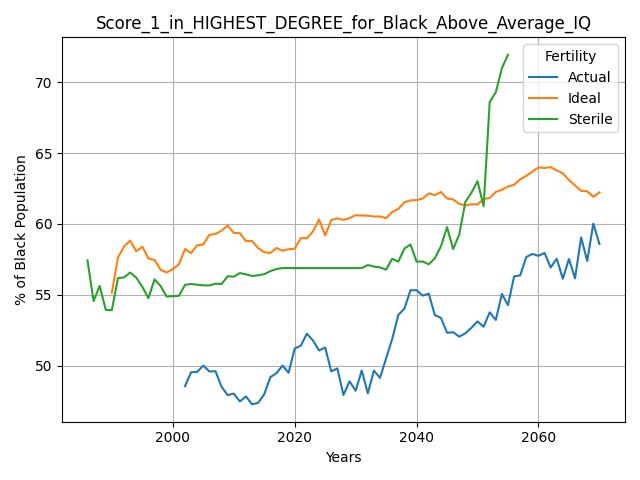 Score_1_in_HIGHEST_DEGREE_for_Black_Above_Average_IQ
Fertility
Actual
Ideal
Sterile
% of Black Population
70
65
60
55
50
2000
2020
2040
2060
Years